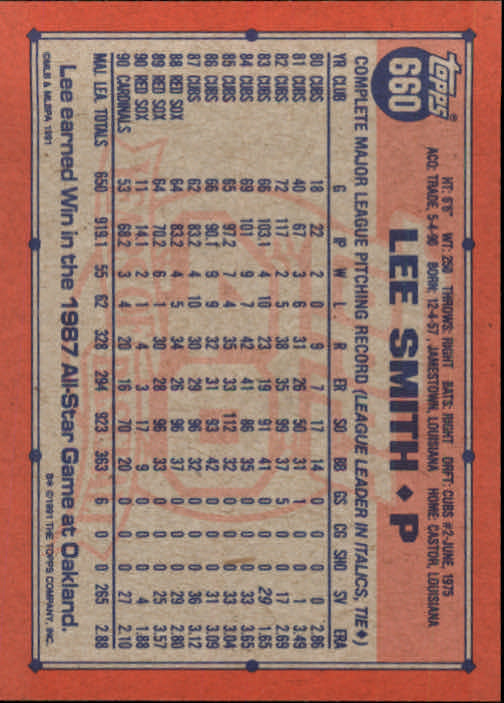 TOPPS®
660
HT: 6'6" WT: 250 THROWS: RIGHT BATS: RIGHT DRAFT: CUBS #2-JUNE, 1975
ACQ: TRADE, 5-4-90 BORN: 12-4-57, JAMESTOWN, LOUISIANA HOME: CASTOR, LOUISIANA
LEE SMITH ♦ P
COMPLETE MAJOR LEAGUE PITCHING RECORD (LEAGUE LEADER IN ITALICS, TIE♦)
YR CLUB G IP W L R ER SO BB GS CG SHO SV ERA
80 CUBS 18 22 2 0 9 7 17 14 0 0 0 0 2.86
81 CUBS 40 67 3 6 31 26 50 31 1 0 0 1 3.49
82 CUBS 72 117 2 5 38 35 99 37 5 0 0 17 2.69
83 CUBS 66 103.1 4 10 23 19 91 41 0 0 0 29 1.65
84 CUBS 69 101 9 7 42 41 86 35 0 0 0 33 3.65
85 CUBS 65 97.2 7 4 35 33 112 32 0 0 0 33 3.04
86 CUBS 66 90.1 9 9 32 31 93 42 0 0 0 31 3.09
87 CUBS 62 83.2 4 10 30 29 96 32 0 0 0 36 3.12
88 RED SOX 64 83.2 4 5 34 26 96 37 0 0 0 29 2.80
89 RED SOX 64 70.2 6 1 30 28 96 33 0 0 0 25 3.57
90 RED SOX 11 14.1 2 1 4 3 17 9 0 0 0 4 1.88
90 CARDINALS 53 68.2 3 4 20 16 70 20 0 0 0 27 2.10
MAJ. LEA. TOTALS 650 919.1 55 62 328 294 923 363 6 0 0 265 2.88
©MLB & MLBPA 1991 B* ©1991 THE TOPPS COMPANY, INC.
Lee earned Win in the 1987 All-Star Game at Oakland.